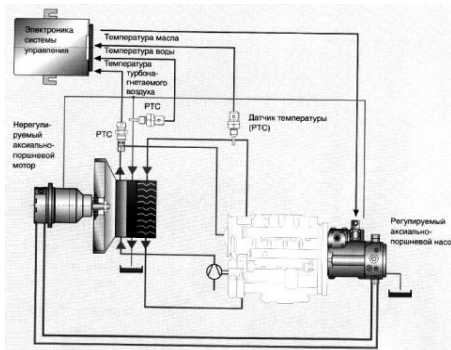 Электроника
системы
управления
Температура масла
Температура воды
Температура
турбона-
гнетаемого
воздуха
PTC
PTC
Датчик температуры
(PTC)
Нерегули-
руемый
аксиально-
поршневой
мотор
Регулируемый
аксиально-
поршневой насо